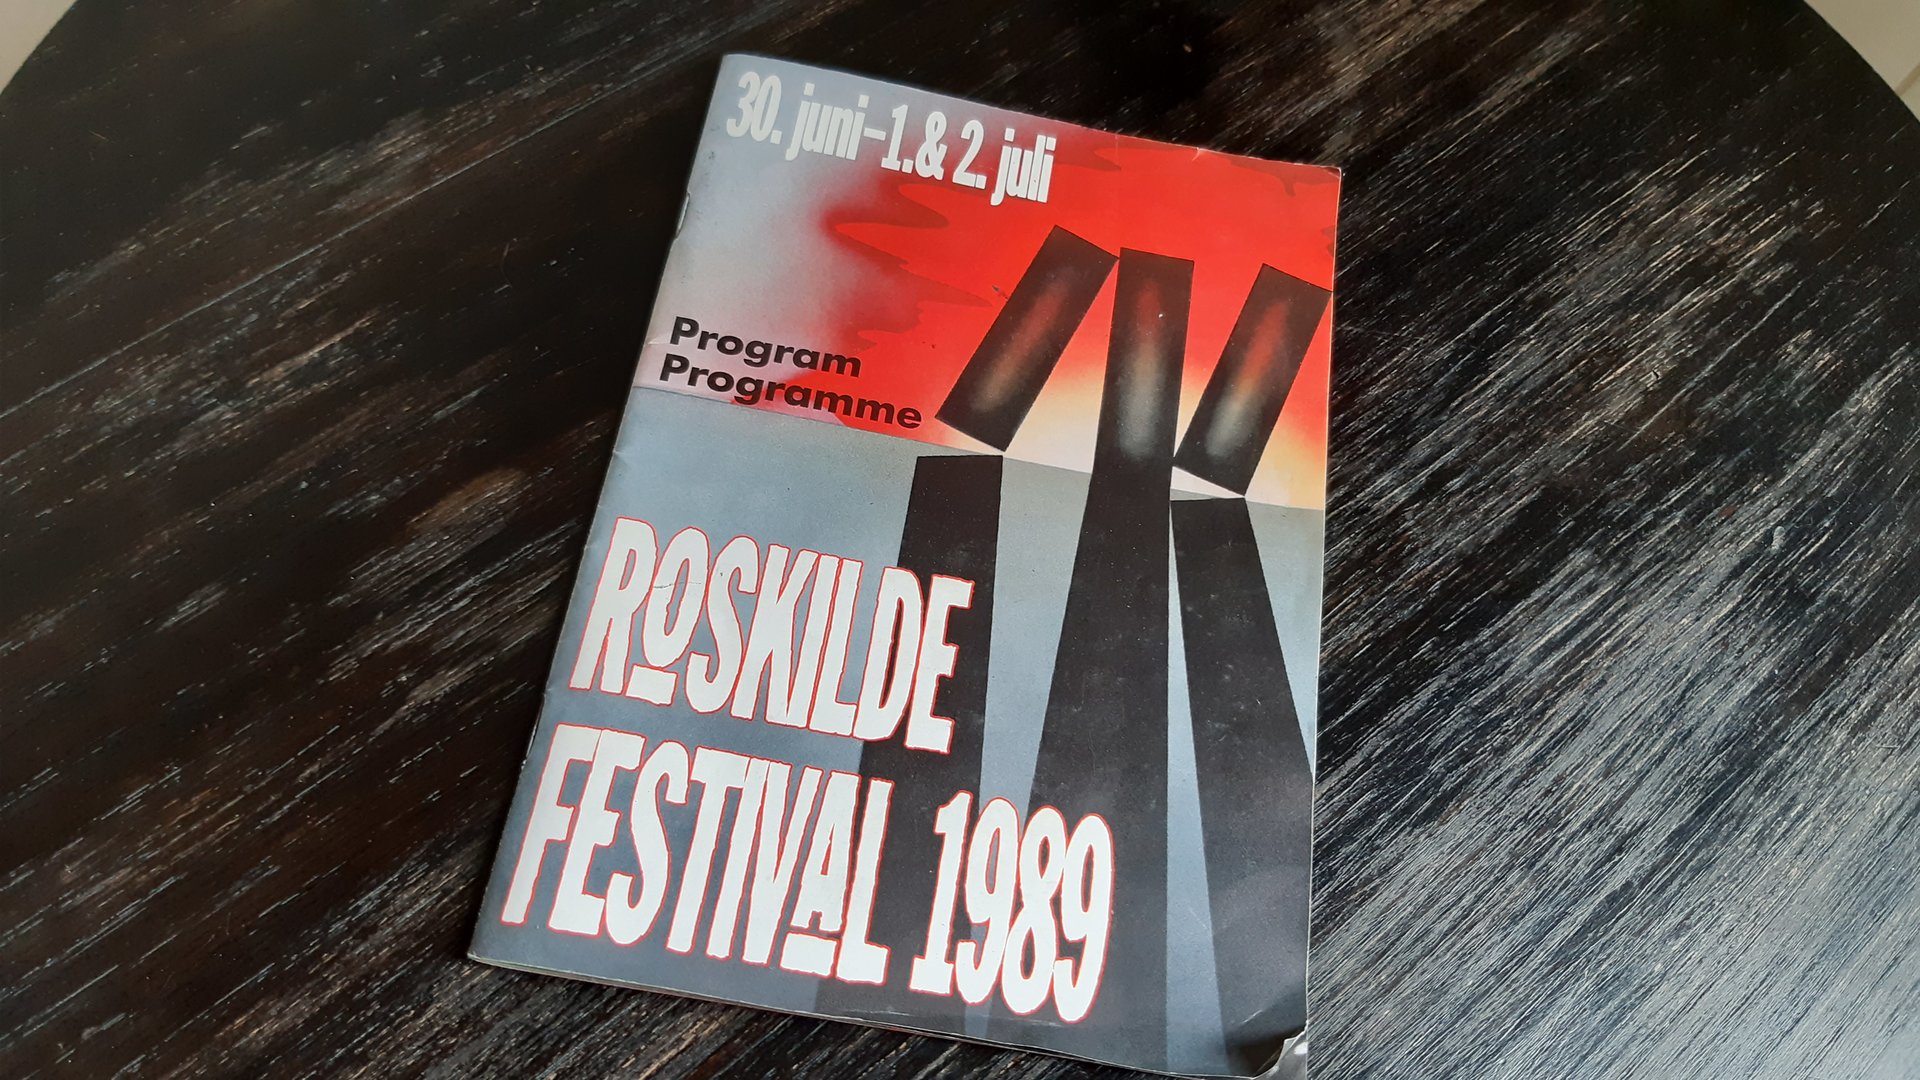 30. juni–1. & 2. juli
Program
Programme
ROSKILDE
FESTIVAL 1989